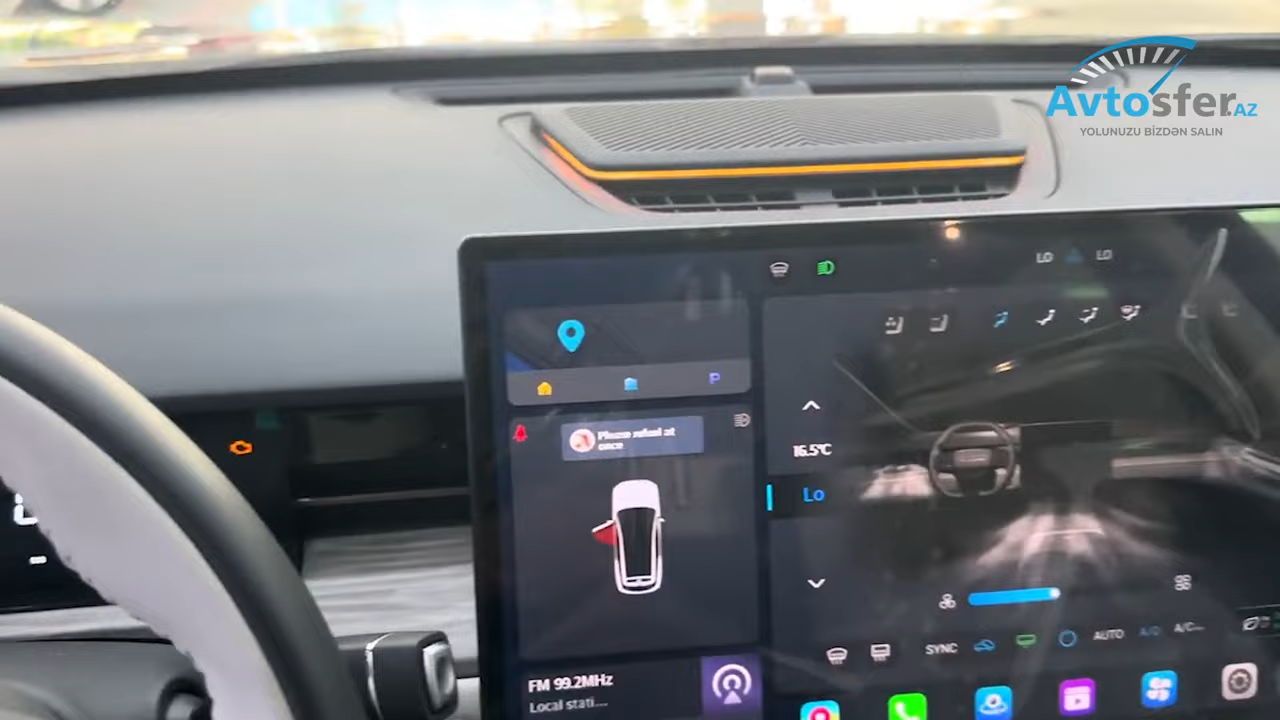 Avtosfer.AZ
YOLUNUZU BİZDƏN SALIN
LO LO
P
Please refuel at
once
16.5°C
Lo
SYNC AUTO A/C A/C...
FM 99.2MHz
Local stati...